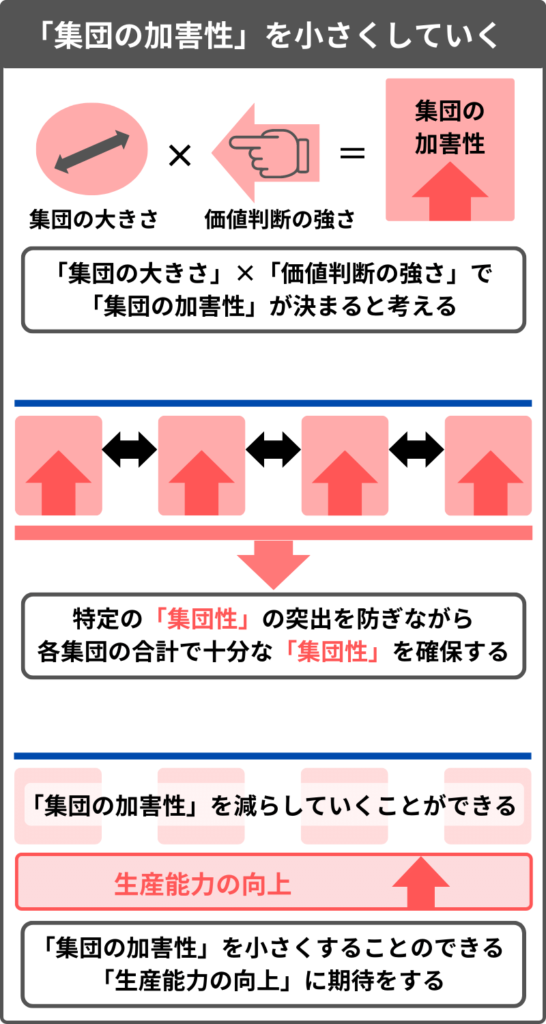 「集団の加害性」を小さくしていく
集団の
加害性
×
＝
集団の大きさ
価値判断の強さ
「集団の大きさ」×「価値判断の強さ」で
「集団の加害性」が決まると考える
特定の「集団性」の突出を防ぎながら
各集団の合計で十分な「集団性」を確保する
「集団の加害性」を減らしていくことができる
生産能力の向上
「集団の加害性」を小さくすることのできる
「生産能力の向上」に期待をする